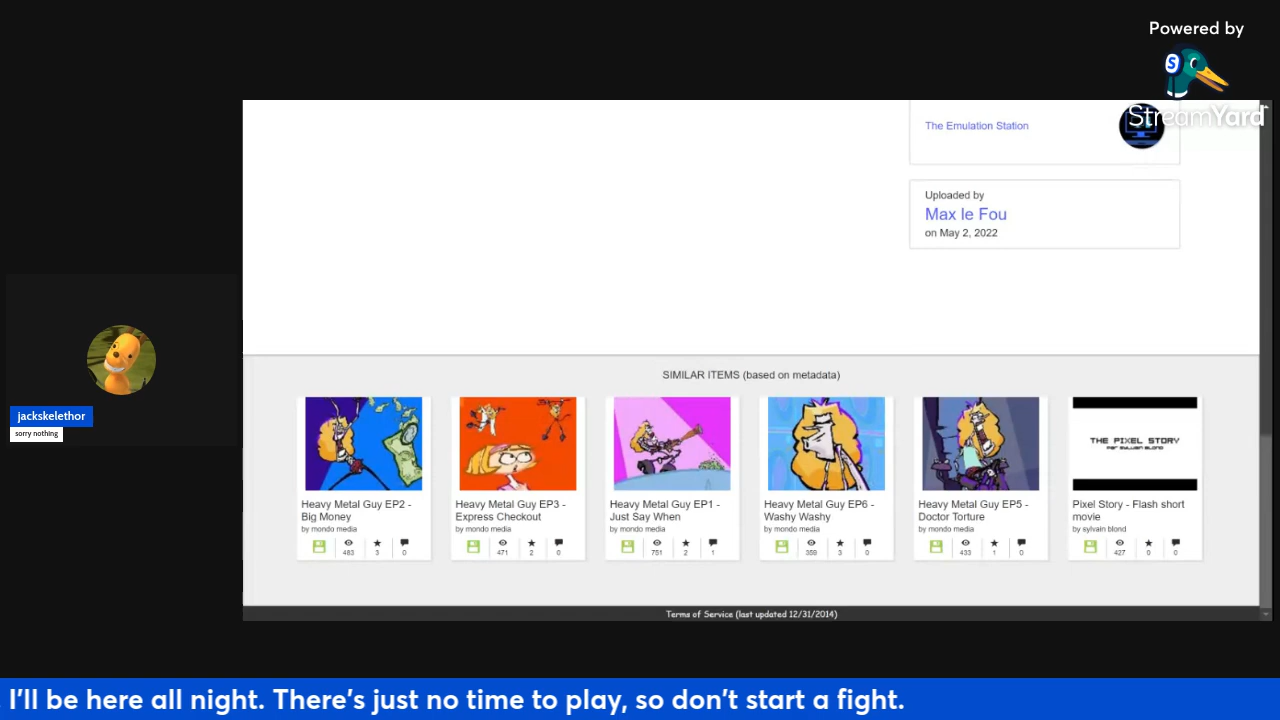 Powered by
StreamYard
The Emulation Station
Uploaded by
Max le Fou
on May 2, 2022
jackskelethor
sorry nothing
SIMILAR ITEMS (based on metadata)
Heavy Metal Guy EP2 -
Big Money
by mondo media
483
3
0
Heavy Metal Guy EP3 -
Express Checkout
by mondo media
471
2
0
Heavy Metal Guy EP1 -
Just Say When
by mondo media
751
2
1
Heavy Metal Guy EP6 -
Washy Washy
by mondo media
359
3
0
Heavy Metal Guy EP5 -
Doctor Torture
by mondo media
433
1
0
THE PIXEL STORY
PAR SYLVAIN BLOND
Pixel Story - Flash short
movie
by sylvain blond
427
0
0
Terms of Service (last updated 12/31/2014)
I'll be here all night. There's just no time to play, so don't start a fight.